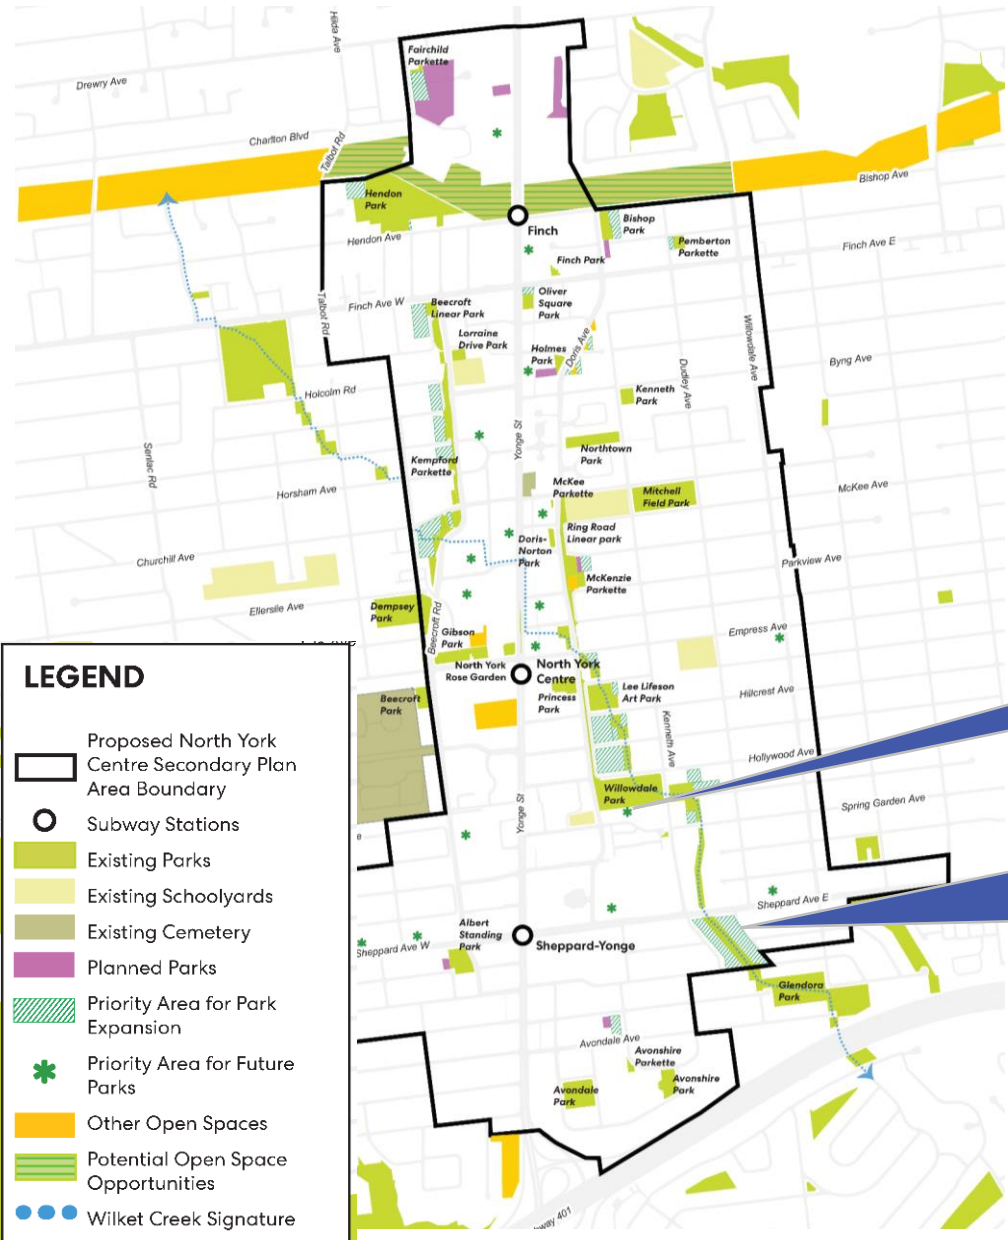 Hilda Ave
Fairchild
Parkette
Drewry Ave
Charlton Blvd
Talbot Rd
Bishop Ave
Hendon
Park
Finch
Bishop
Park
Pemberton
Parkette
Hendon Ave
Finch Ave E
Finch Park
Talbot Rd
Finch Ave W
Beecroft
Linear Park
Oliver
Square
Park
Lorraine
Drive Park
Holmes
Park
Doris Ave
Willowdale Ave
Byng Ave
Dudley Ave
Holcolm Rd
Kenneth
Park
Yonge St
Senlac Rd
Northtown
Park
Kempford
Parkette
Horsham Ave
McKee
Parkette
Mitchell
Field Park
McKee Ave
Ring Road
Linear park
Doris-
Norton
Park
Churchill Ave
Parkview Ave
McKenzie
Parkette
Ellerslie Ave
Dempsey
Park
Beecroft Rd
Gibson
Park
Empress Ave
North York
Rose Garden
North York
Centre
Princess
Park
Lee Lifeson
Art Park
Hillcrest Ave
Beecroft
Park
Kenneth Ave
Hollywood Ave
Willowdale
Park
Yonge St
Spring Garden Ave
Sheppard Ave E
Albert
Standing
Park
Sheppard Ave W
Sheppard-Yonge
Glendora
Park
Avondale Ave
Avonshire
Parkette
Avonshire
Park
Avondale
Park
way 401
LEGEND
Proposed North York
Centre Secondary Plan
Area Boundary
Subway Stations
Existing Parks
Existing Schoolyards
Existing Cemetery
Planned Parks
Priority Area for Park
Expansion
Priority Area for Future
Parks
Other Open Spaces
Potential Open Space
Opportunities
Wilket Creek Signature